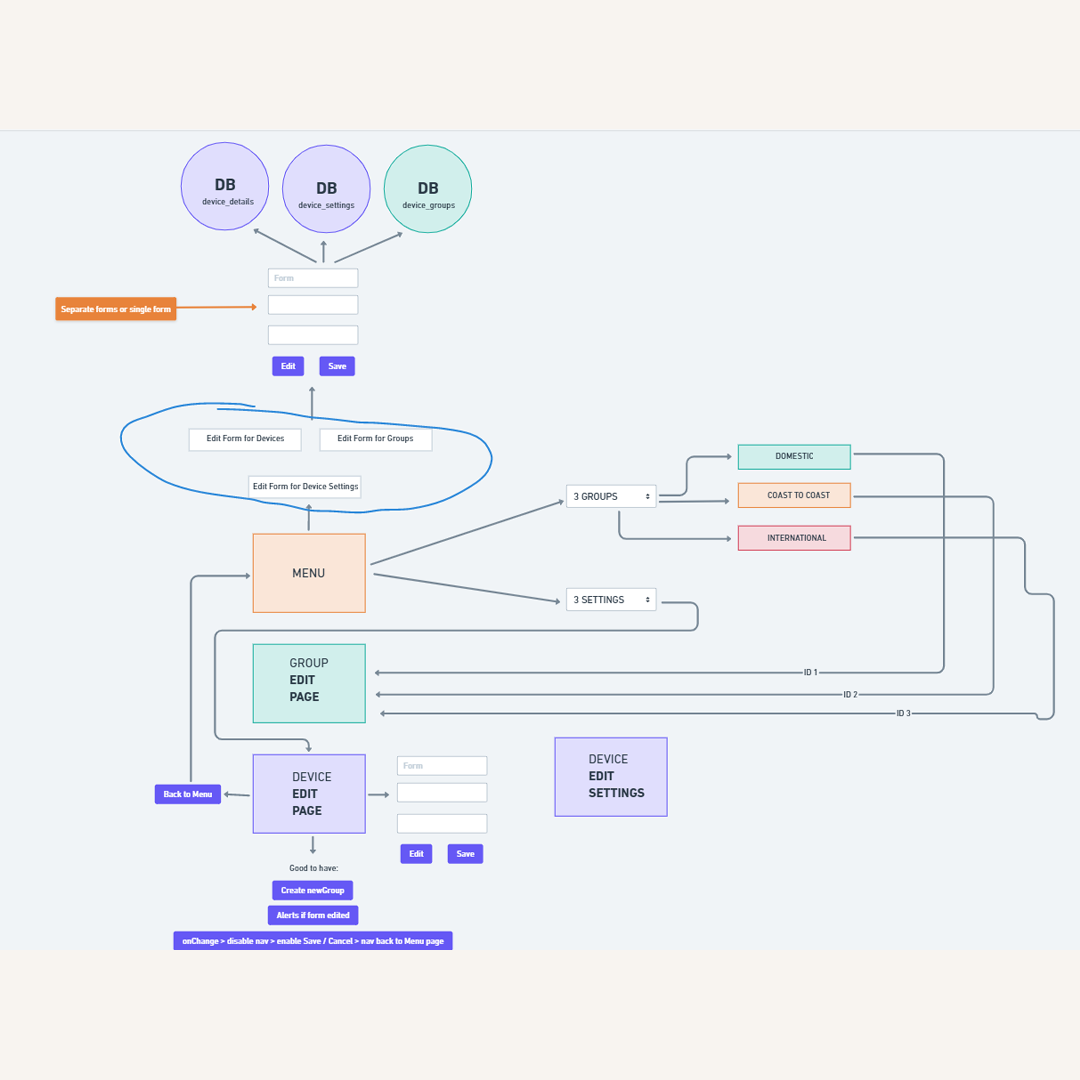 DB
device_details
DB
device_settings
DB
device_groups
Form
Separate forms or single form
Edit
Save
Edit Form for Devices
Edit Form for Groups
Edit Form for Device Settings
DOMESTIC
3 GROUPS
COAST TO COAST
INTERNATIONAL
MENU
3 SETTINGS
GROUP
EDIT
PAGE
ID 1
ID 2
ID 3
DEVICE
EDIT
SETTINGS
DEVICE
EDIT
PAGE
Form
Back to Menu
Edit
Save
Good to have:
Create newGroup
Alerts if form edited
onChange > disable nav > enable Save / Cancel > nav back to Menu page